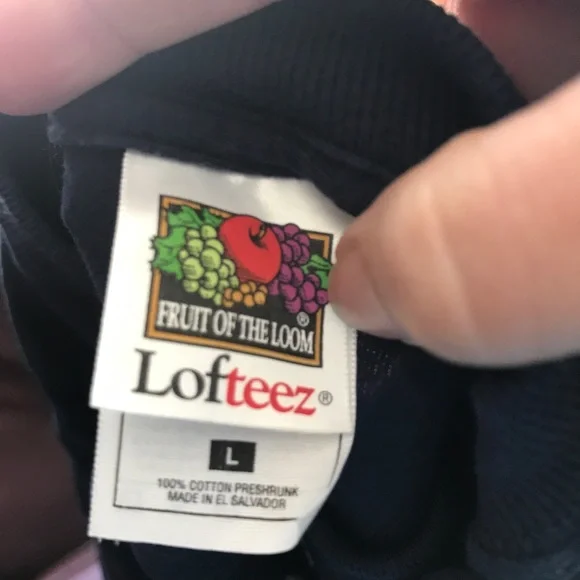 FRUIT OF THE LOOM ®
Lofteez®
L
100% COTTON PRESHRUNK
MADE IN EL SALVADOR